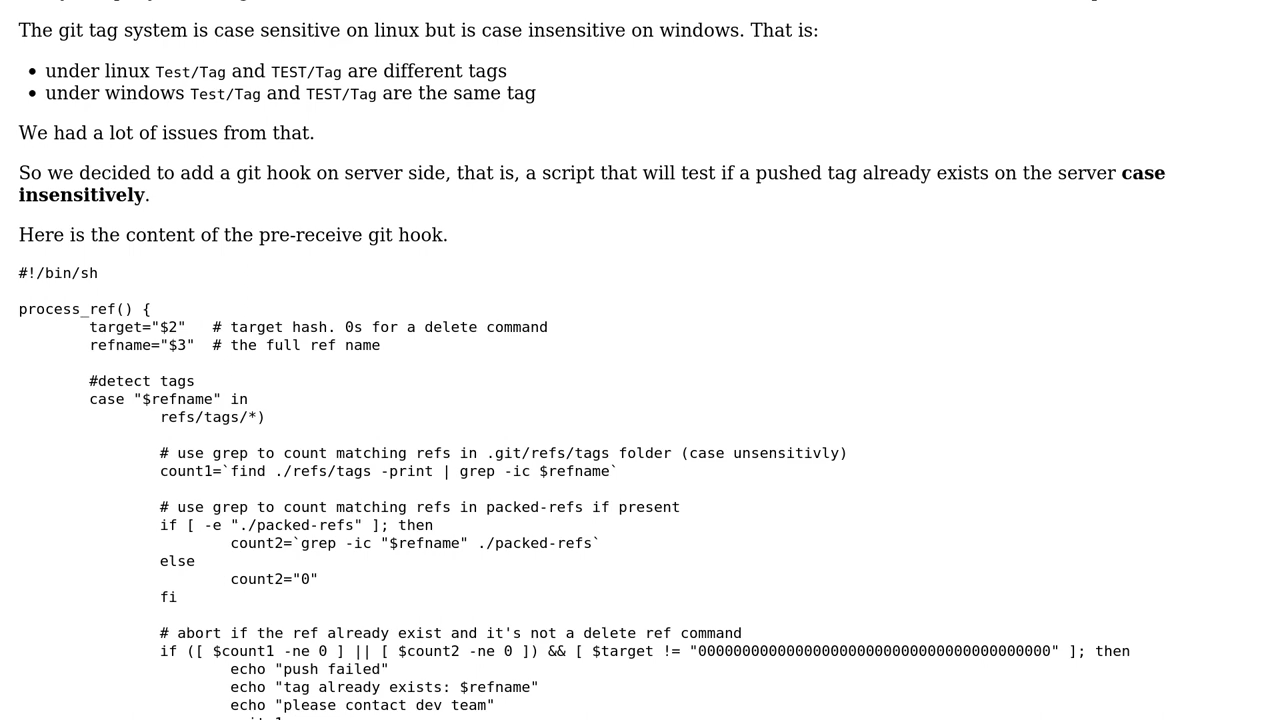 The git tag system is case sensitive on linux but is case insensitive on windows. That is:
• under linux Test/Tag and TEST/Tag are different tags
• under windows Test/Tag and TEST/Tag are the same tag
We had a lot of issues from that.
So we decided to add a git hook on server side, that is, a script that will test if a pushed tag already exists on the server case
insensitively.
Here is the content of the pre-receive git hook.
#!/bin/sh
process_ref() {
target="$2"   # target hash. 0s for a delete command
refname="$3"  # the full ref name
#detect tags
case "$refname" in
refs/tags/*)
# use grep to count matching refs in .git/refs/tags folder (case unsensitivly)
count1=`find ./refs/tags -print | grep -ic $refname`
# use grep to count matching refs in packed-refs if present
if [ -e "./packed-refs" ]; then
count2=`grep -ic "$refname" ./packed-refs`
else
count2="0"
fi
# abort if the ref already exist and it's not a delete ref command
if ([ $count1 -ne 0 ] || [ $count2 -ne 0 ]) && [ $target != "0000000000000000000000000000000000000000" ]; then
echo "push failed"
echo "tag already exists: $refname"
echo "please contact dev team"